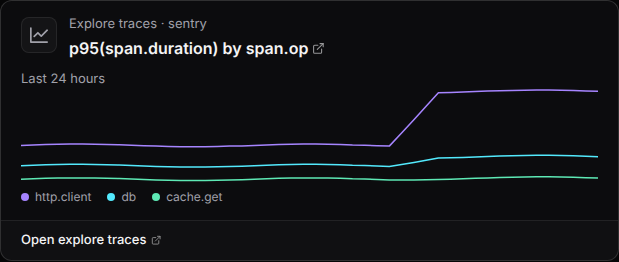 Explore traces · sentry
p95(span.duration) by span.op
Last 24 hours
http.client db cache.get
Open explore traces